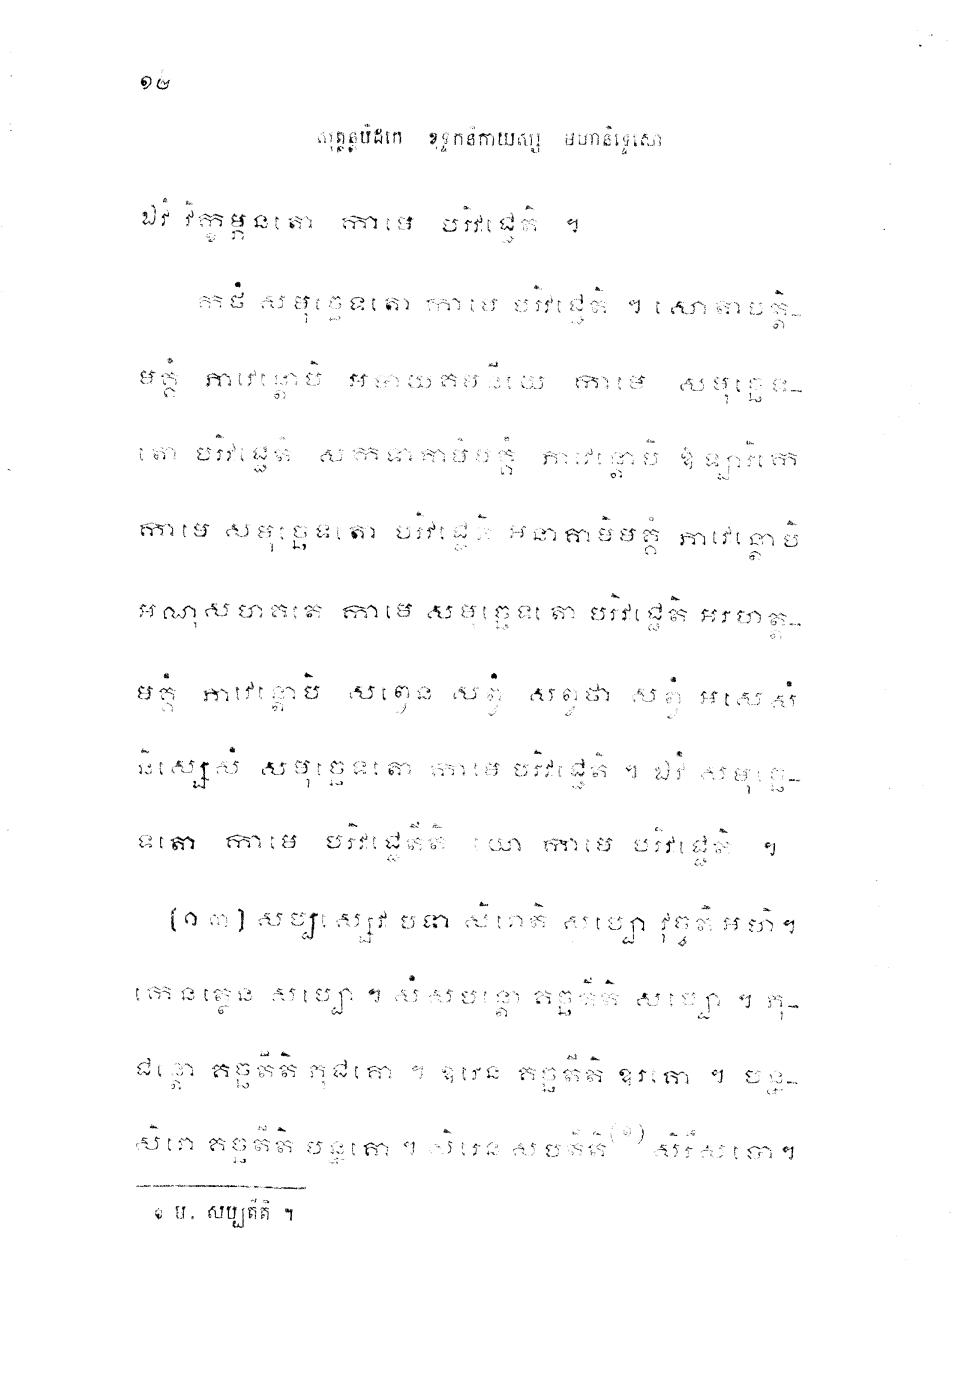 ១២
សុត្តន្តបិដកេ ខុទ្ទកនិកាយស្ស មហានិទ្ទេសោ
ឯវំ វិក្ខម្ភនតោ កាមេ បរិវជ្ជេតិ ។
កថំ សមុច្ឆេទតោ កាមេ បរិវជ្ជេតិ ។ សោតាបត្តិ-
មគ្គំ ភាវេន្តោបិ អបាយគមនីយេ កាមេ សមុច្ឆេទ-
តោ បរិវជ្ជេតិ សកទាគាមិមគ្គំ ភាវេន្តោបិ ឱឡារិកេ
កាមេ សមុច្ឆេទតោ បរិវជ្ជេតិ អនាគាមិមគ្គំ ភាវេន្តោបិ
អណុសហគតេ កាមេ សមុច្ឆេទតោ បរិវជ្ជេតិ អរហត្ត-
មគ្គំ ភាវេន្តោបិ សព្វេន សព្វំ សព្វថា សព្វំ អសេសំ
និស្សេសំ សមុច្ឆេទតោ កាមេ បរិវជ្ជេតិ ។ ឯវំ សមុច្ឆេ-
ទតោ កាមេ បរិវជ្ជេតីតិ យោ កាមេ បរិវជ្ជេតិ ។
(១៣) សប្បស្សេវ បទា សិរោតិ សប្បោ វុច្ចតិ អហិ ។
កេនត្ថេន សប្បោ ។ សំសបន្តោ គច្ឆតីតិ សប្បោ ។ ភុ-
ជន្តោ គច្ឆតីតិ ភុជគោ ។ ឧរេន គច្ឆតីតិ ឧរគោ ។ បន្ន-
សិរោ គច្ឆតីតិ បន្នគោ ។ សិរេន សបតីតិ(១) សិរីសបោ ។
១ ម. សប្បតីតិ ។